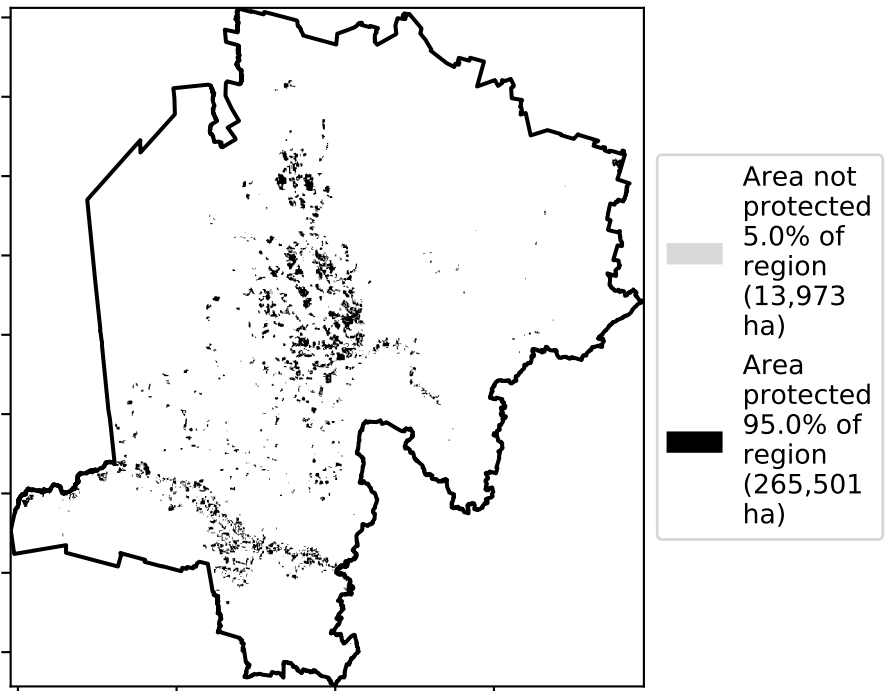 Area not
protected
5.0% of
region
(13,973
ha)
Area
protected
95.0% of
region
(265,501
ha)